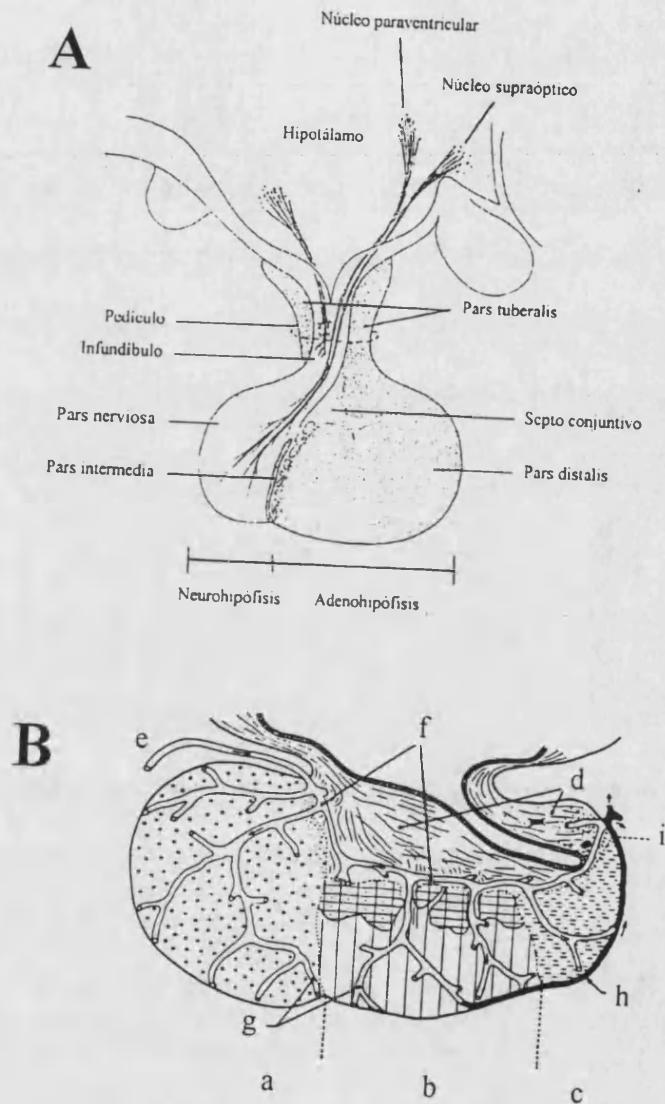 A
Núcleo paraventricular
Núcleo supraóptico
Hipotálamo
Pedículo
Infundíbulo
Pars tuberalis
Pars nerviosa
Septo conjuntivo
Pars intermedia
Pars distalis
Neurohipófisis
Adenohipófisis
B
e
f
d
i
g
h
a
b
c